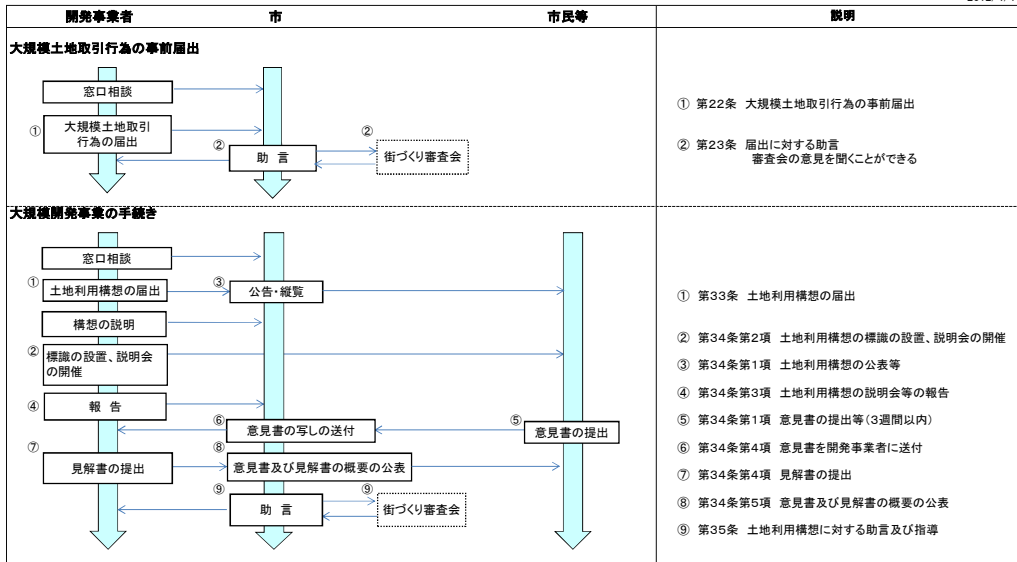 開発事業者 市 市民等 説明
大規模土地取引行為の事前届出
窓口相談
① 大規模土地取引
行為の届出
② 助 言
② 街づくり審査会
① 第22条 大規模土地取引行為の事前届出
② 第23条 届出に対する助言
審査会の意見を聞くことができる
大規模開発事業の手続き
窓口相談
① 土地利用構想の届出
③ 公告・縦覧
構想の説明
② 標識の設置、説明会
の開催
④ 報 告
⑥ 意見書の写しの送付
⑤ 意見書の提出
⑦ 見解書の提出
⑧ 意見書及び見解書の概要の公表
⑨ 助 言
⑨ 街づくり審査会
① 第33条 土地利用構想の届出
② 第34条第2項 土地利用構想の標識の設置、説明会の開催
③ 第34条第1項 土地利用構想の公表等
④ 第34条第3項 土地利用構想の説明会等の報告
⑤ 第34条第1項 意見書の提出等(3週間以内)
⑥ 第34条第4項 意見書を開発事業者に送付
⑦ 第34条第4項 見解書の提出
⑧ 第34条第5項 意見書及び見解書の概要の公表
⑨ 第35条 土地利用構想に対する助言及び指導